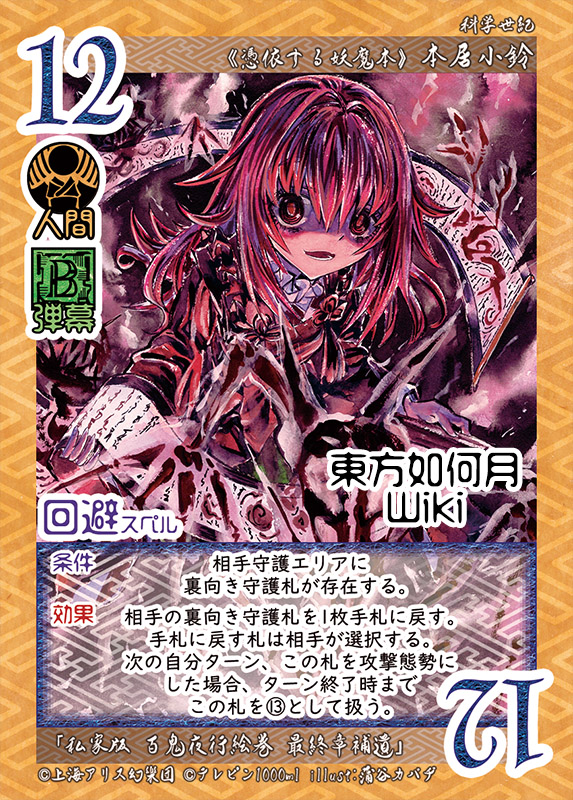 科学世紀
12
《憑依する妖魔本》 本居小鈴
人間
B
弾幕
東方如何月
Wiki
回避スペル
条件
相手守護エリアに
裏向き守護札が存在する。
効果
相手の裏向き守護札を1枚手札に戻す。
手札に戻す札は相手が選択する。
次の自分ターン、この札を攻撃態勢に
した場合、ターン終了時まで
この札を⑬として扱う。
12
「私家版 百鬼夜行絵巻 最終章補遺」
©上海アリス幻樂団 ©テレピン1000ml illust:蒲谷カバヂ